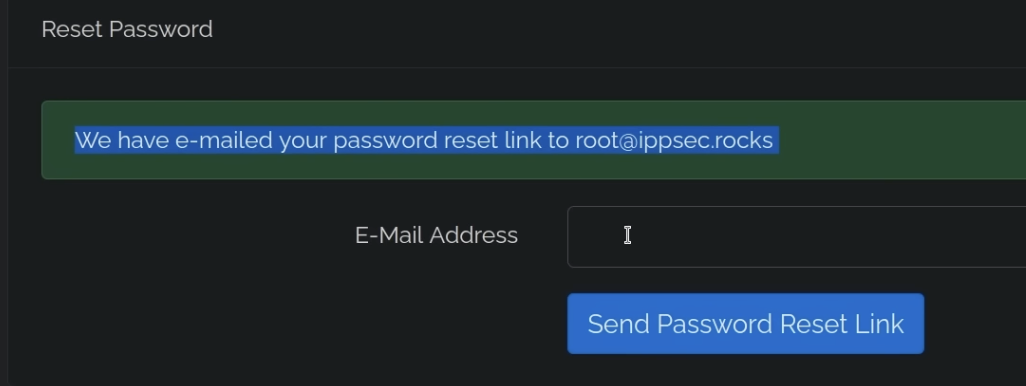 Reset Password
We have e-mailed your password reset link to root@ippsec.rocks
E-Mail Address
Send Password Reset Link